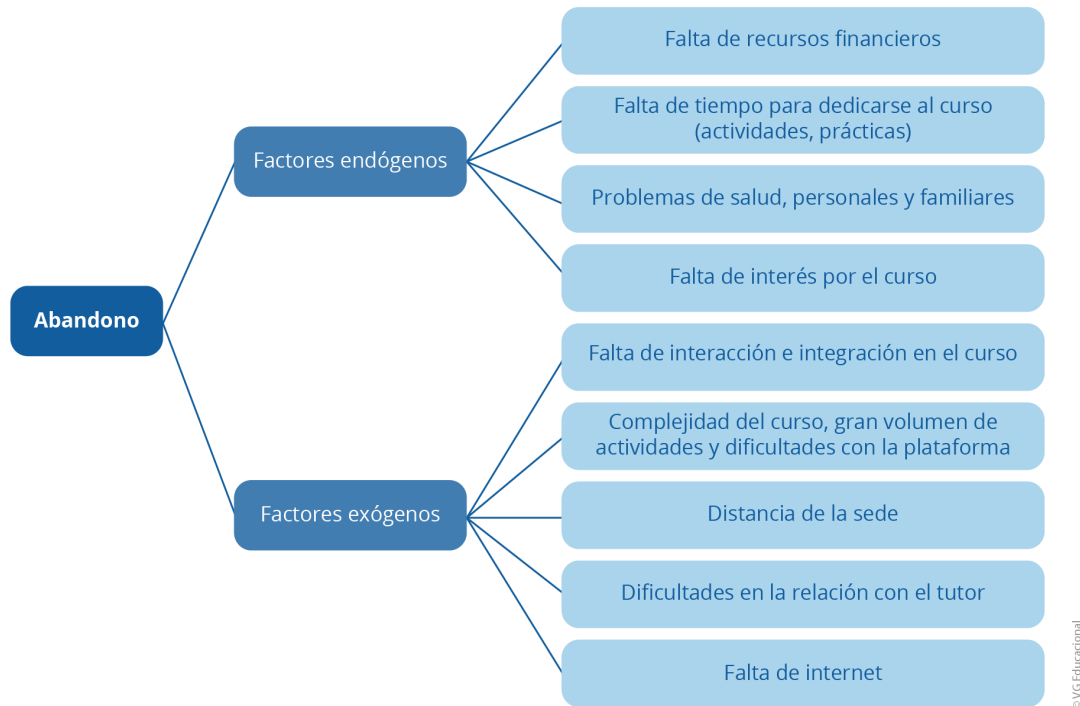 Falta de recursos financieros
Falta de tiempo para dedicarse al curso
(actividades, prácticas)
Factores endógenos
Problemas de salud, personales y familiares
Falta de interés por el curso
Abandono
Falta de interacción e integración en el curso
Complejidad del curso, gran volumen de
actividades y dificultades con la plataforma
Factores exógenos
Distancia de la sede
Dificultades en la relación con el tutor
Falta de internet
© VG Educacional